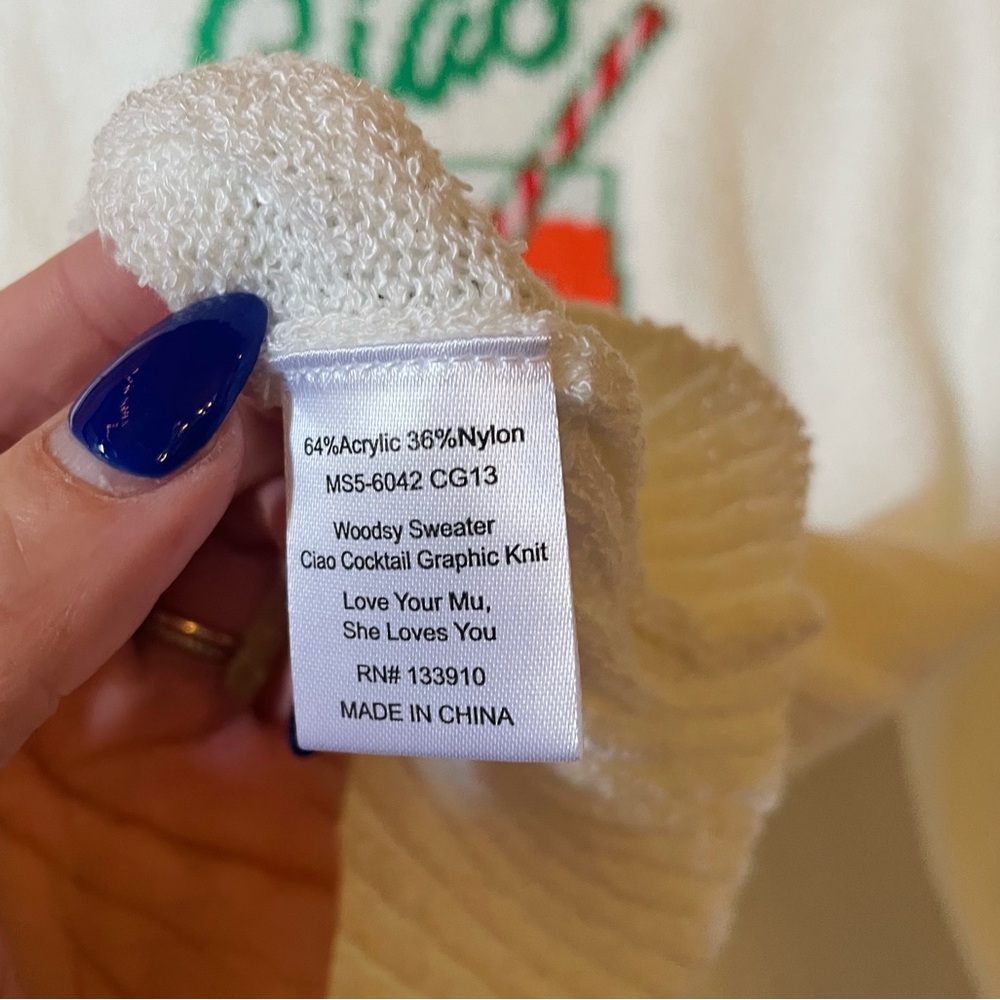 Ciao
64%Acrylic 36%Nylon
MS5-6042 CG13
Woodsy Sweater
Ciao Cocktail Graphic Knit
Love Your Mu,
She Loves You
RN# 133910
MADE IN CHINA